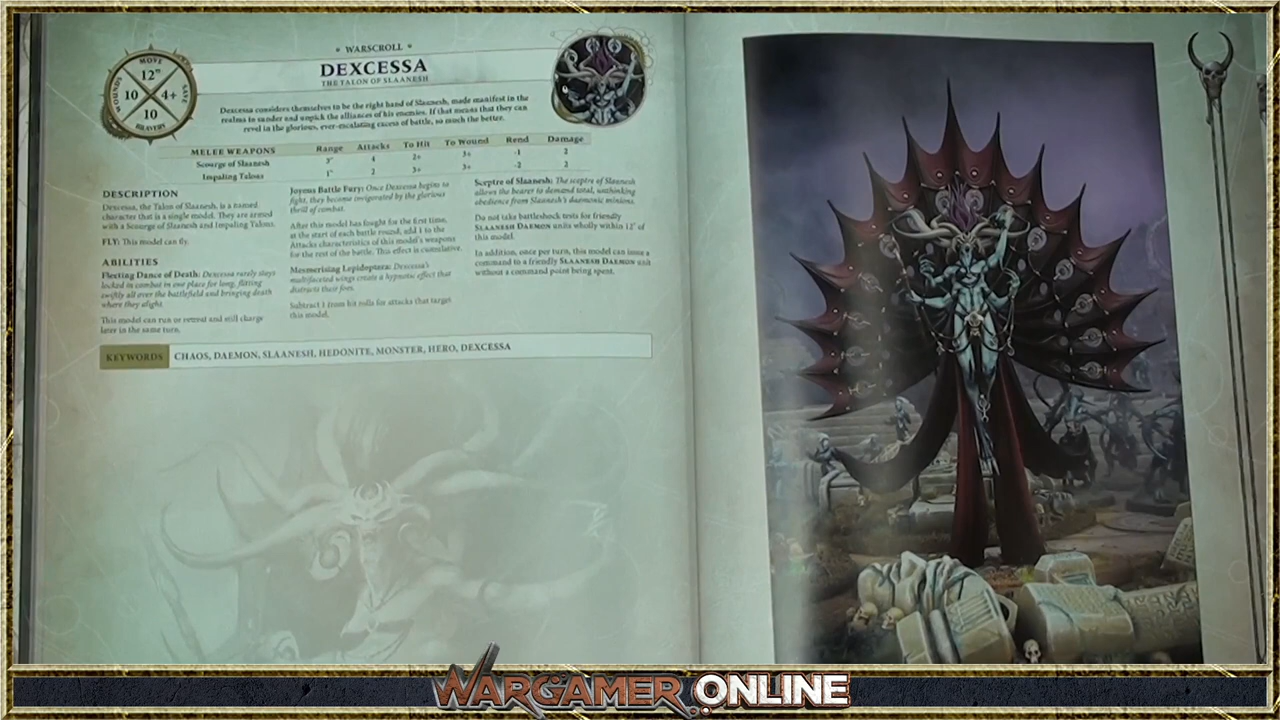 • WARSCROLL •
DEXCESSA
THE TALON OF SLAANESH
MOVE
12"
WOUNDS
10
4+
SAVE
10
BRAVERY
Dexcessa considers themselves to be the right hand of Slaanesh, made manifest in the
realms to sunder and unpick the alliances of his enemies. If that means that they can
revel in the glorious, ever-escalating excess of battle, so much the better.
MELEE WEAPONS Range Attacks To Hit To Wound Rend Damage
Scourge of Slaanesh 3" 4 2+ 3+ -1 2
Impaling Talons 1" 2 3+ 3+ -2 2
DESCRIPTION
Dexcessa, the Talon of Slaanesh, is a named
character that is a single model. They are armed
with a Scourge of Slaanesh and Impaling Talons.
FLY: This model can fly.
ABILITIES
Fleeting Dance of Death: Dexcessa rarely stays
locked in combat in one place for long, flitting
swiftly all over the battlefield and bringing death
where they alight.
This model can run or retreat and still charge
later in the same turn.
Joyous Battle Fury: Once Dexcessa begins to
fight, they become invigorated by the glorious
thrill of combat.
After this model has fought for the first time,
at the start of each battle round, add 1 to the
Attacks characteristics of this model's weapons
for the rest of the battle. This effect is cumulative.
Mesmerising Lepidoptera: Dexcessa's
multifaceted wings create a hypnotic effect that
distracts their foes.
Subtract 1 from hit rolls for attacks that target
this model.
Sceptre of Slaanesh: The sceptre of Slaanesh
allows the bearer to demand total, unthinking
obedience from Slaanesh's daemonic minions.
Do not take battleshock tests for friendly
SLAANESH DAEMON units wholly within 12" of
this model.
In addition, once per turn, this model can issue a
command to a friendly SLAANESH DAEMON unit
without a command point being spent.
KEYWORDS CHAOS, DAEMON, SLAANESH, HEDONITE, MONSTER, HERO, DEXCESSA
WARGAMER ONLINE